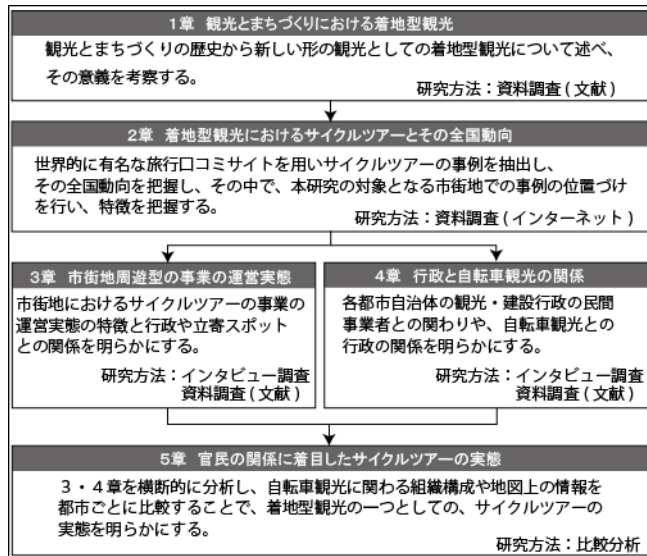 1章 観光とまちづくりにおける着地型観光
観光とまちづくりの歴史から新しい形の観光としての着地型観光について述べ、
その意義を考察する。
研究方法：資料調査(文献)
2章 着地型観光におけるサイクルツアーとその全国動向
世界的に有名な旅行口コミサイトを用いサイクルツアーの事例を抽出し、
その全国動向を把握し、その中で、本研究の対象となる市街地での事例の位置づけ
を行い、特徴を把握する。
研究方法：資料調査(インターネット)
3章 市街地周遊型の事業の運営実態
市街地におけるサイクルツアーの事業の
運営実態の特徴と行政や立寄スポット
との関係を明らかにする。
研究方法：インタビュー調査
資料調査(文献)
4章 行政と自転車観光の関係
各都市自治体の観光・建設行政の民間
事業者との関わりや、自転車観光との
行政の関係を明らかにする。
研究方法：インタビュー調査
資料調査(文献)
5章 官民の関係に着目したサイクルツアーの実態
３・４章を横断的に分析し、自転車観光に関わる組織構成や地図上の情報を
都市ごとに比較することで、着地型観光の一つとしての、サイクルツアーの
実態を明らかにする。
研究方法：比較分析